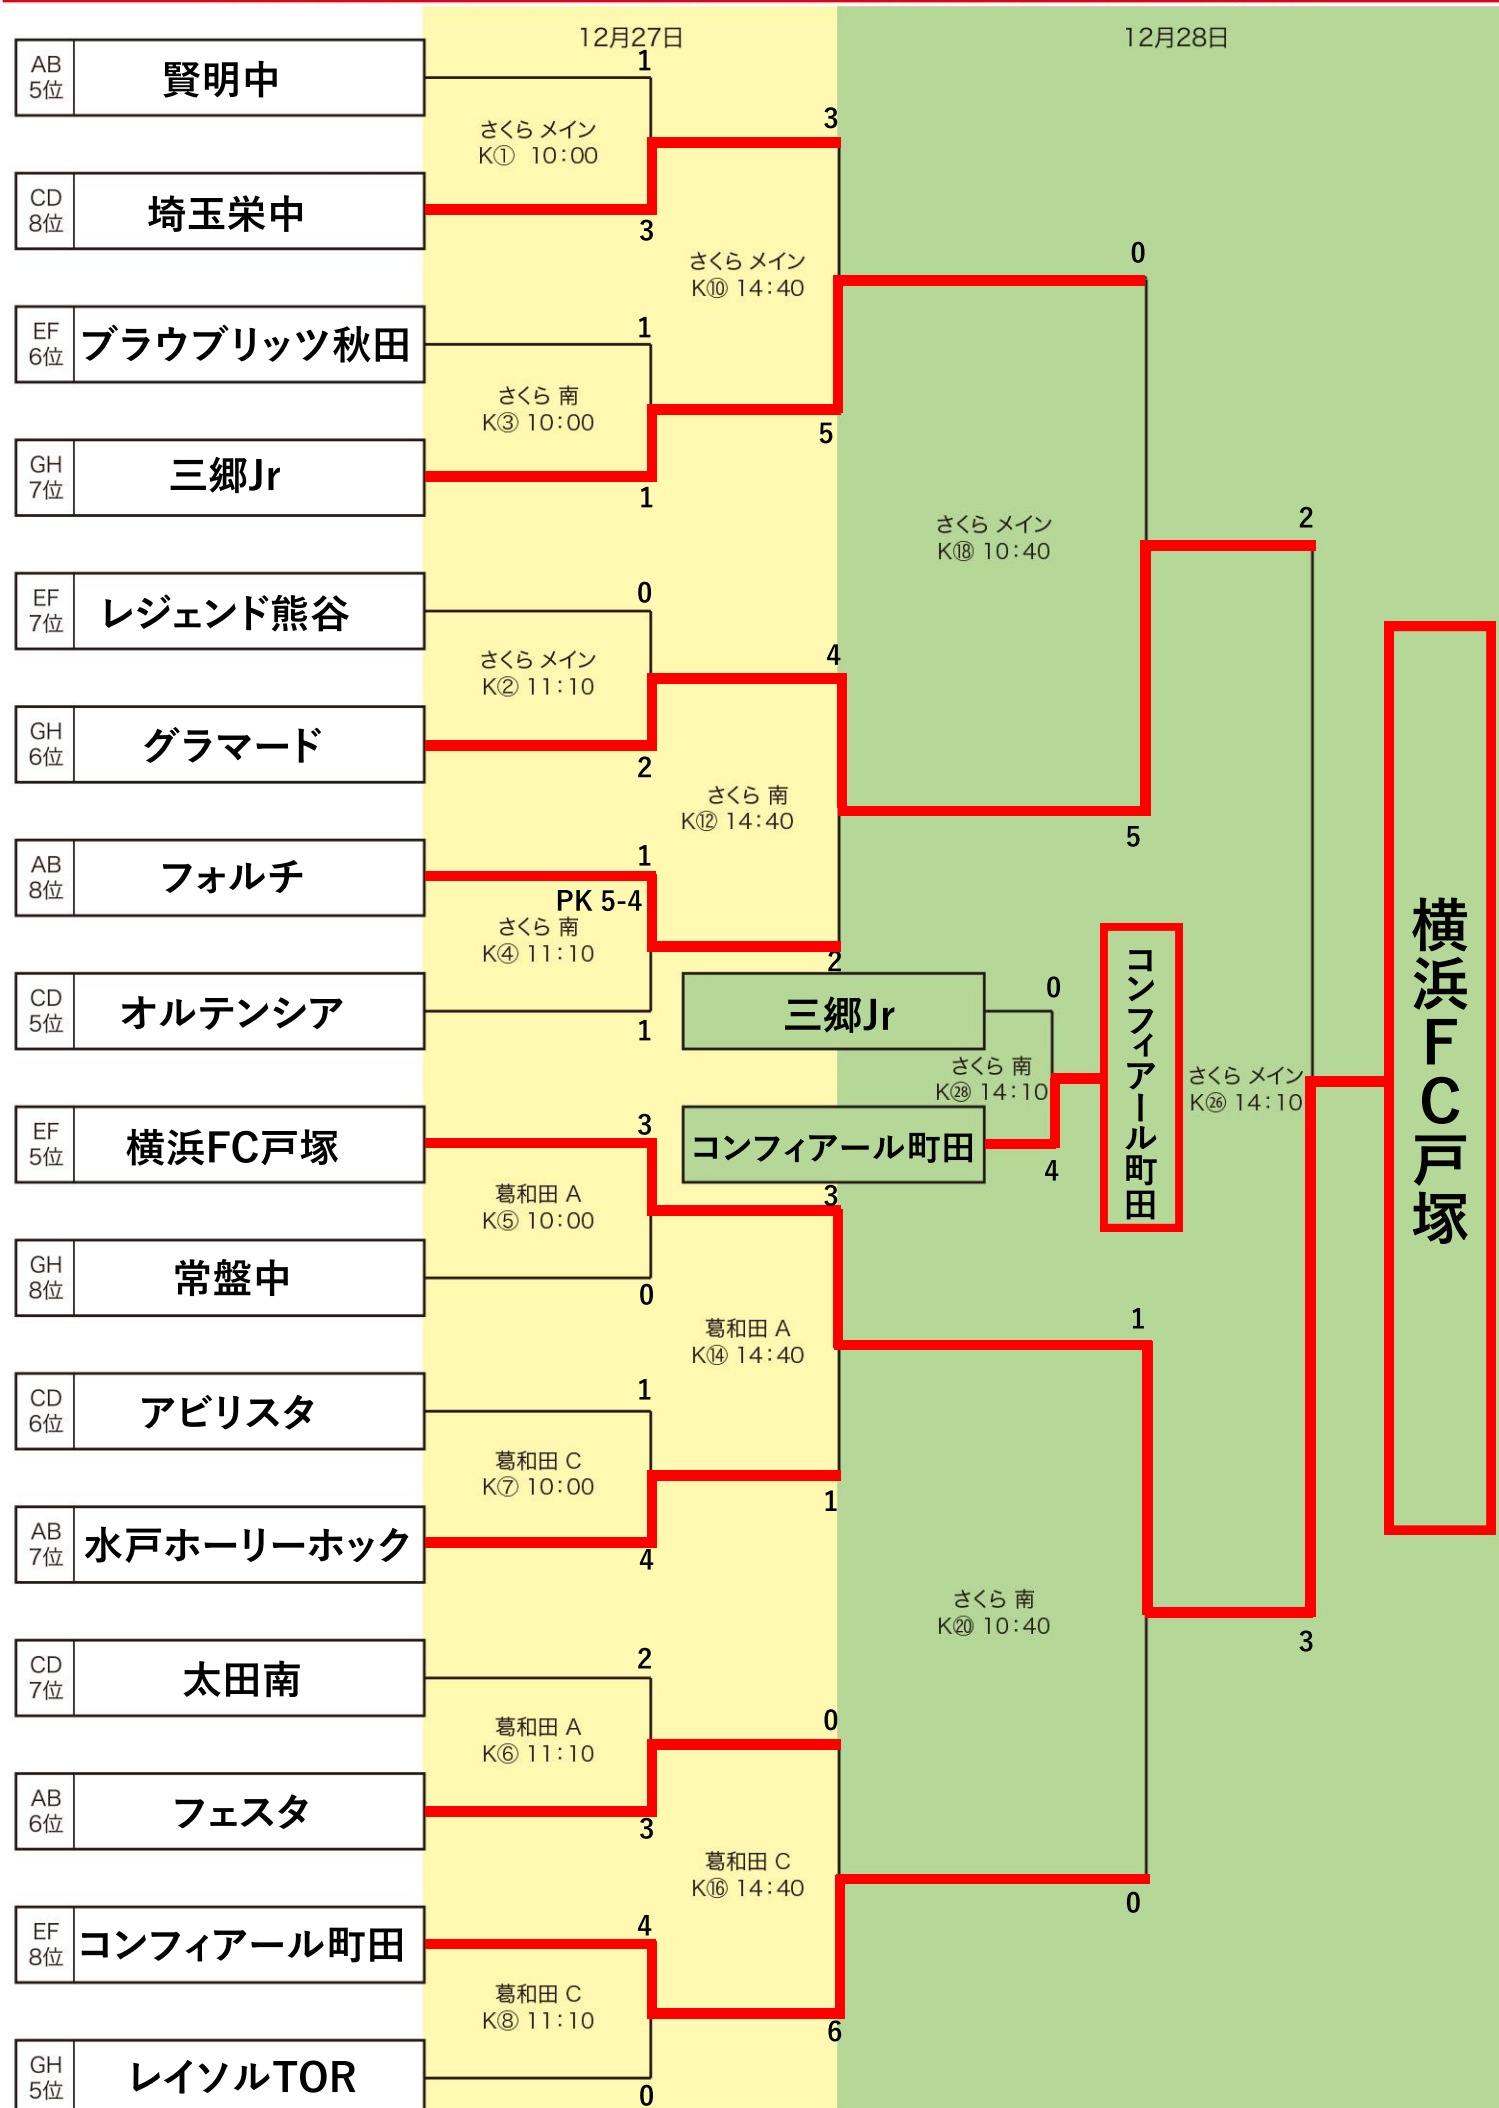 12月27日
12月28日
AB
5位
賢明中
1
さくら メイン
K① 10：00
3
CD
8位
埼玉栄中
3
さくら メイン
K⑩ 14：40
0
EF
6位
ブラウブリッツ秋田
1
さくら 南
K③ 10：00
5
GH
7位
三郷Jr
1
さくら メイン
K⑱ 10：40
2
EF
7位
レジェンド熊谷
0
さくら メイン
K② 11：10
4
GH
6位
グラマード
2
さくら 南
K⑫ 14：40
5
AB
8位
フォルチ
1
PK 5-4
さくら 南
K④ 11：10
2
CD
5位
オルテンシア
1
三郷Jr
0
さくら 南
K㉘ 14：10
コンフィアール町田
4
コンフィアール町田
さくら メイン
K㉖ 14：10
横浜FC戸塚
EF
5位
横浜FC戸塚
3
葛和田 A
K⑤ 10：00
3
GH
8位
常盤中
0
葛和田 A
K⑭ 14：40
1
CD
6位
アビリスタ
1
葛和田 C
K⑦ 10：00
1
AB
7位
水戸ホーリーホック
4
さくら 南
K⑳ 10：40
3
CD
7位
太田南
2
葛和田 A
K⑥ 11：10
0
AB
6位
フェスタ
3
葛和田 C
K⑯ 14：40
0
EF
8位
コンフィアール町田
4
葛和田 C
K⑧ 11：10
6
GH
5位
レイソルTOR
0